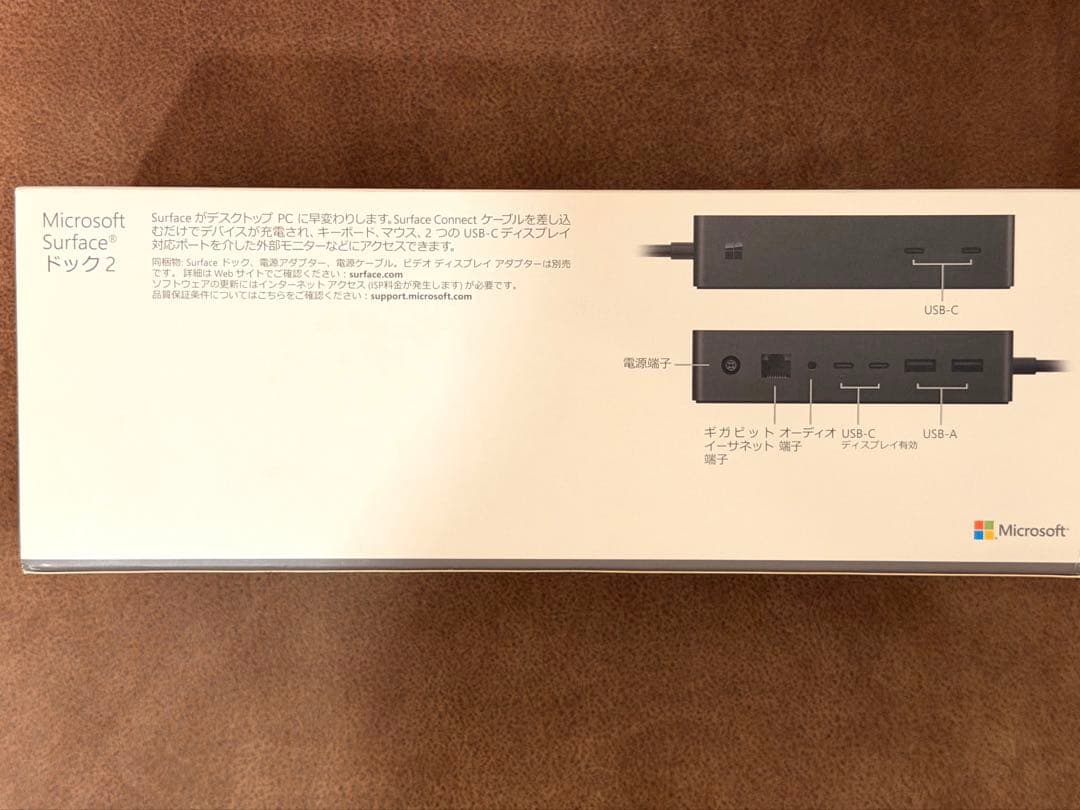 Microsoft
Surface®
ドック 2
Surface がデスクトップ PC に早変わりします。Surface Connect ケーブルを差し込
むだけでデバイスが充電され、キーボード、マウス、2 つの USB-C ディスプレイ
対応ポートを介した外部モニターなどにアクセスできます。
同梱物: Surface ドック、電源アダプター、電源ケーブル。ビデオ ディスプレイ アダプターは別売
です。 詳細は Web サイトでご確認ください : surface.com
ソフトウェアの更新にはインターネット アクセス (ISP料金が発生します) が必要です。
品質保証条件についてはこちらをご確認ください : support.microsoft.com
USB-C
電源端子
ギガビット
イーサネット
端子
オーディオ
端子
USB-C
ディスプレイ有効
USB-A
Microsoft